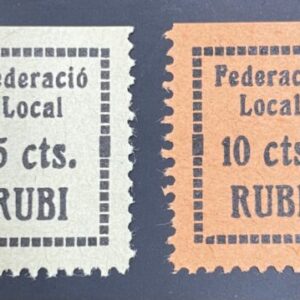 ederació
Local
5 cts.
RUBI
Federació
Local
10 cts
RUBI